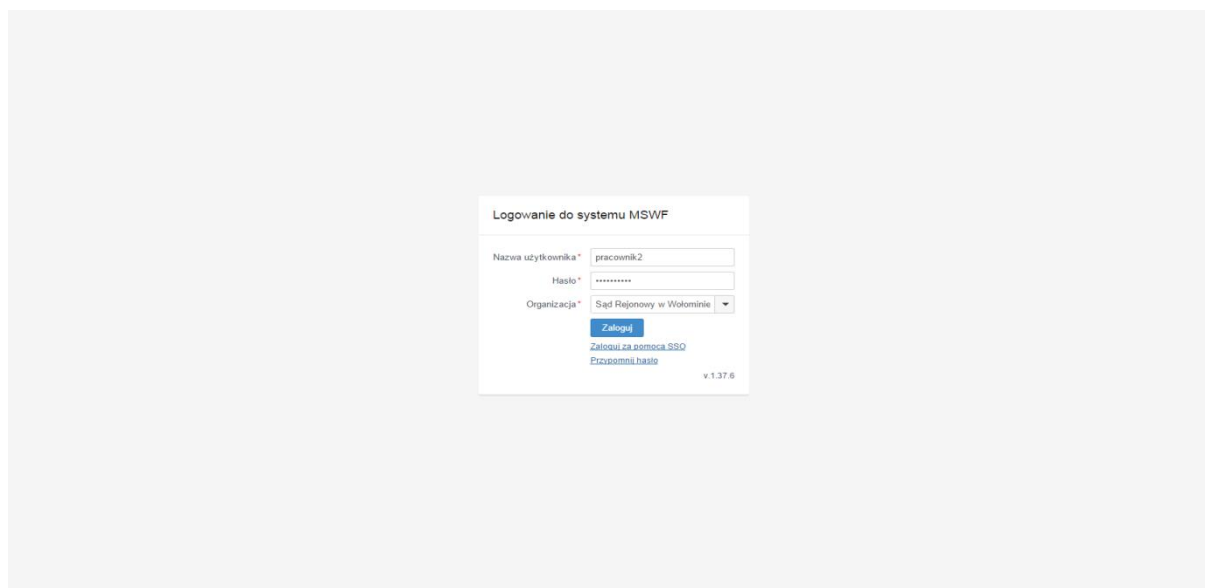 Logowanie do systemu MSWF
Nazwa użytkownika* pracownik2
Hasło* ••••••••••
Organizacja* Sąd Rejonowy w Wołominie
Zaloguj
Zaloguj za pomocą SSO
Przypomnij hasło
v.1.37.6